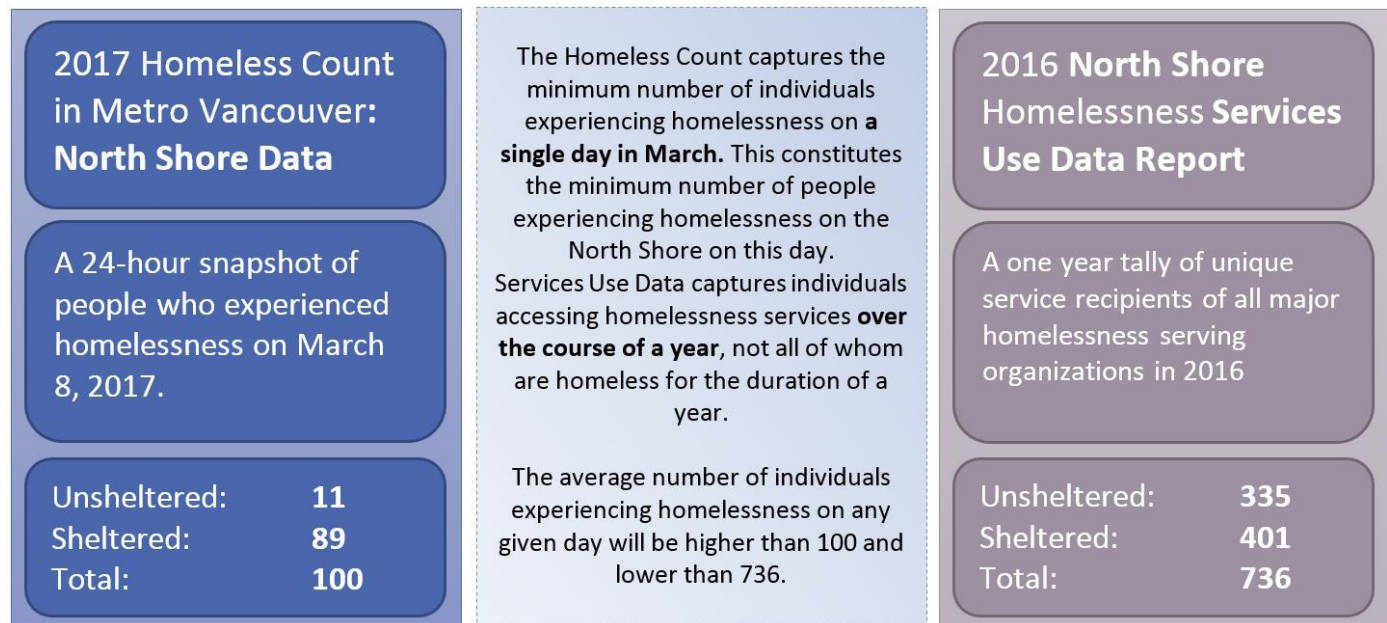 2017 Homeless Count
in Metro Vancouver:
North Shore Data
A 24-hour snapshot of
people who experienced
homelessness on March
8, 2017.
Unsheltered: 11
Sheltered: 89
Total: 100
The Homeless Count captures the
minimum number of individuals
experiencing homelessness on a
single day in March. This constitutes
the minimum number of people
experiencing homelessness on the
North Shore on this day.
Services Use Data captures individuals
accessing homelessness services over
the course of a year, not all of whom
are homeless for the duration of a
year.
The average number of individuals
experiencing homelessness on any
given day will be higher than 100 and
lower than 736.
2016 North Shore
Homelessness Services
Use Data Report
A one year tally of unique
service recipients of all major
homelessness serving
organizations in 2016
Unsheltered: 335
Sheltered: 401
Total: 736